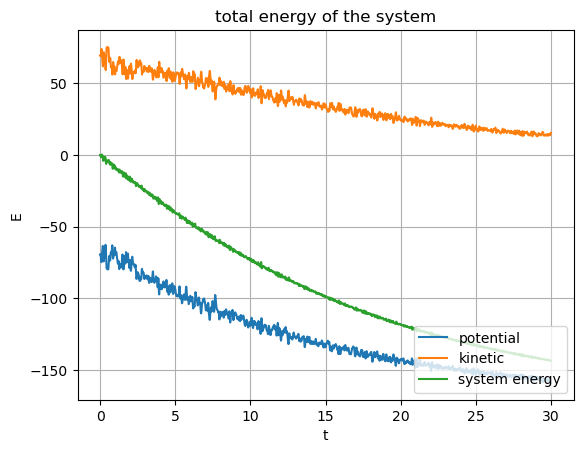 total energy of the system
E
50
0
−50
−100
−150
potential
kinetic
system energy
0 5 10 15 20 25 30
t